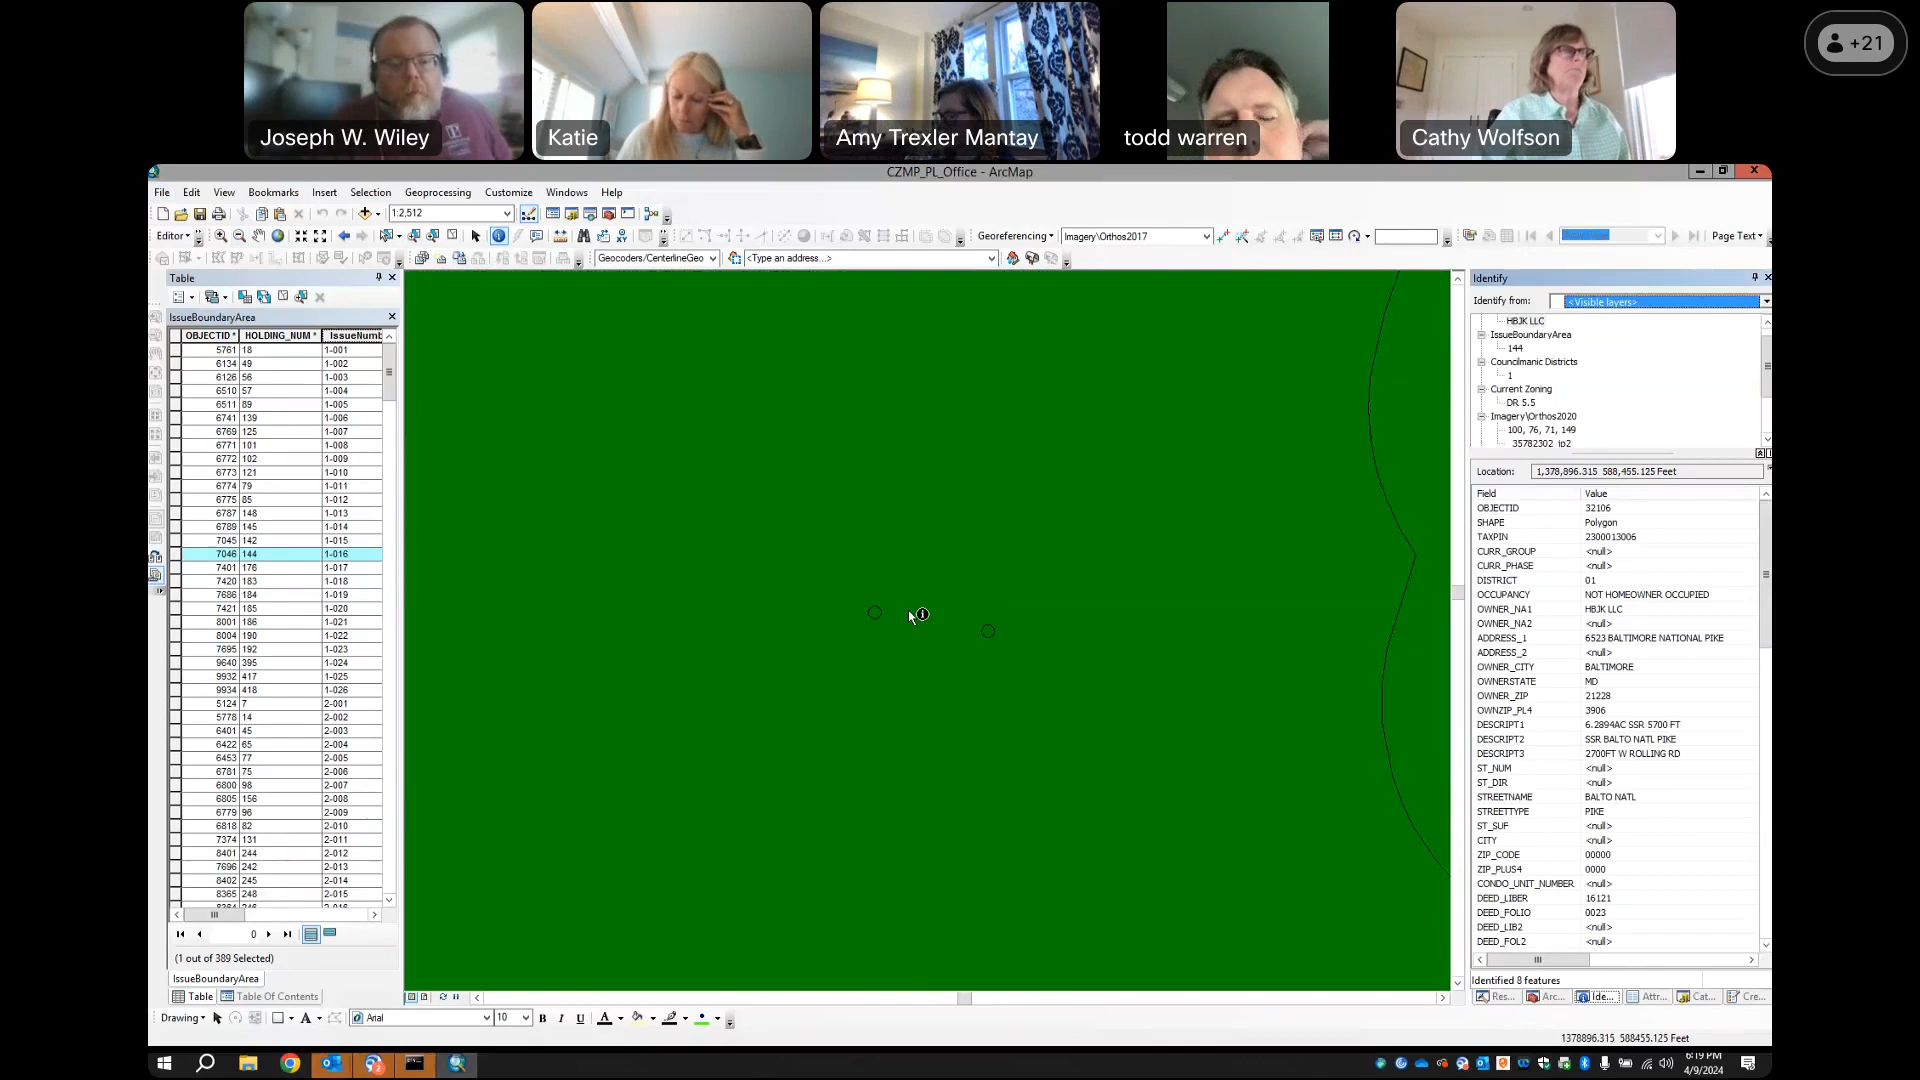 +21
Joseph W. Wiley
Katie
Amy Trexler Mantay
todd warren
Cathy Wolfson
CZMP_PL_Office - ArcMap
File Edit View Bookmarks Insert Selection Geoprocessing Customize Windows Help
1:2,512
Editor
Georeferencing
Imagery\Orthos2017
Page Text
Geocoders/CenterlineGeo
<Type an address...>
Table
IssueBoundaryArea
OBJECTID * HOLDING_NUM * IssueNumb
5761 18 1-001
6134 49 1-002
6126 56 1-003
6510 57 1-004
6511 89 1-005
6741 139 1-006
6769 125 1-007
6771 101 1-008
6772 102 1-009
6773 121 1-010
6774 79 1-011
6775 85 1-012
6787 148 1-013
6789 145 1-014
7045 142 1-015
7046 144 1-016
7401 176 1-017
7420 183 1-018
7686 184 1-019
7421 185 1-020
8001 186 1-021
8004 190 1-022
7695 192 1-023
9640 395 1-024
9932 417 1-025
9934 418 1-026
5124 7 2-001
5778 14 2-002
6401 45 2-003
6422 65 2-004
6453 77 2-005
6781 75 2-006
6800 98 2-007
6805 156 2-008
6779 96 2-009
6818 82 2-010
7374 131 2-011
8401 244 2-012
7696 242 2-013
8402 245 2-014
8365 248 2-015
0
(1 out of 389 Selected)
IssueBoundaryArea
Table Table Of Contents
Identify
Identify from: <Visible layers>
HBJK LLC
IssueBoundaryArea
144
Councilmanic Districts
1
Current Zoning
DR 5.5
Imagery\Orthos2020
100, 76, 71, 149
35782302_jp2
Location: 1,378,896.315 588,455.125 Feet
Field Value
OBJECTID 32106
SHAPE Polygon
TAXPIN 2300013006
CURR_GROUP <null>
CURR_PHASE <null>
DISTRICT 01
OCCUPANCY NOT HOMEOWNER OCCUPIED
OWNER_NA1 HBJK LLC
OWNER_NA2 <null>
ADDRESS_1 6523 BALTIMORE NATIONAL PIKE
ADDRESS_2 <null>
OWNER_CITY BALTIMORE
OWNERSTATE MD
OWNER_ZIP 21228
OWNZIP_PL4 3906
DESCRIPT1 6.2894AC SSR 5700 FT
DESCRIPT2 SSR BALTO NATL PIKE
DESCRIPT3 2700FT W ROLLING RD
ST_NUM <null>
ST_DIR <null>
STREETNAME BALTO NATL
STREETTYPE PIKE
ST_SUF <null>
CITY <null>
ZIP_CODE 00000
ZIP_PLUS4 0000
CONDO_UNIT_NUMBER <null>
DEED_LIBER 16121
DEED_FOLIO 0023
DEED_LIB2 <null>
DEED_FOL2 <null>
Identified 8 features
Res... Arc... Ide... Attr... Cat... Cre...
Drawing
Arial
10
B I U A
1378896.315 588455.125 Feet
6:19 PM
4/9/2024